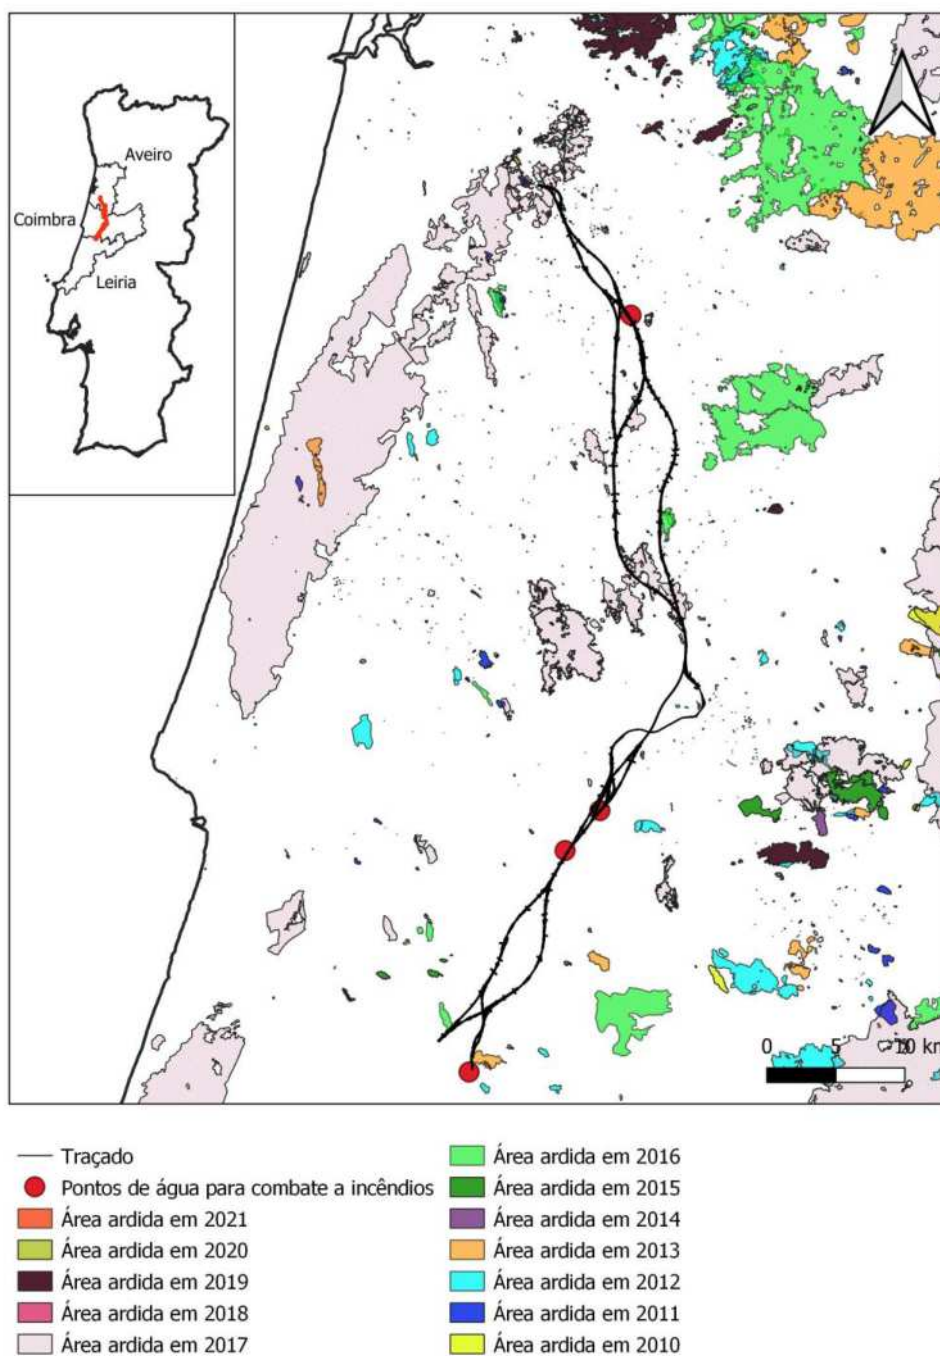 Aveiro
Coimbra
Leiria
0 5 10 km
Traçado
Pontos de água para combate a incêndios
Área ardida em 2021
Área ardida em 2020
Área ardida em 2019
Área ardida em 2018
Área ardida em 2017
Área ardida em 2016
Área ardida em 2015
Área ardida em 2014
Área ardida em 2013
Área ardida em 2012
Área ardida em 2011
Área ardida em 2010